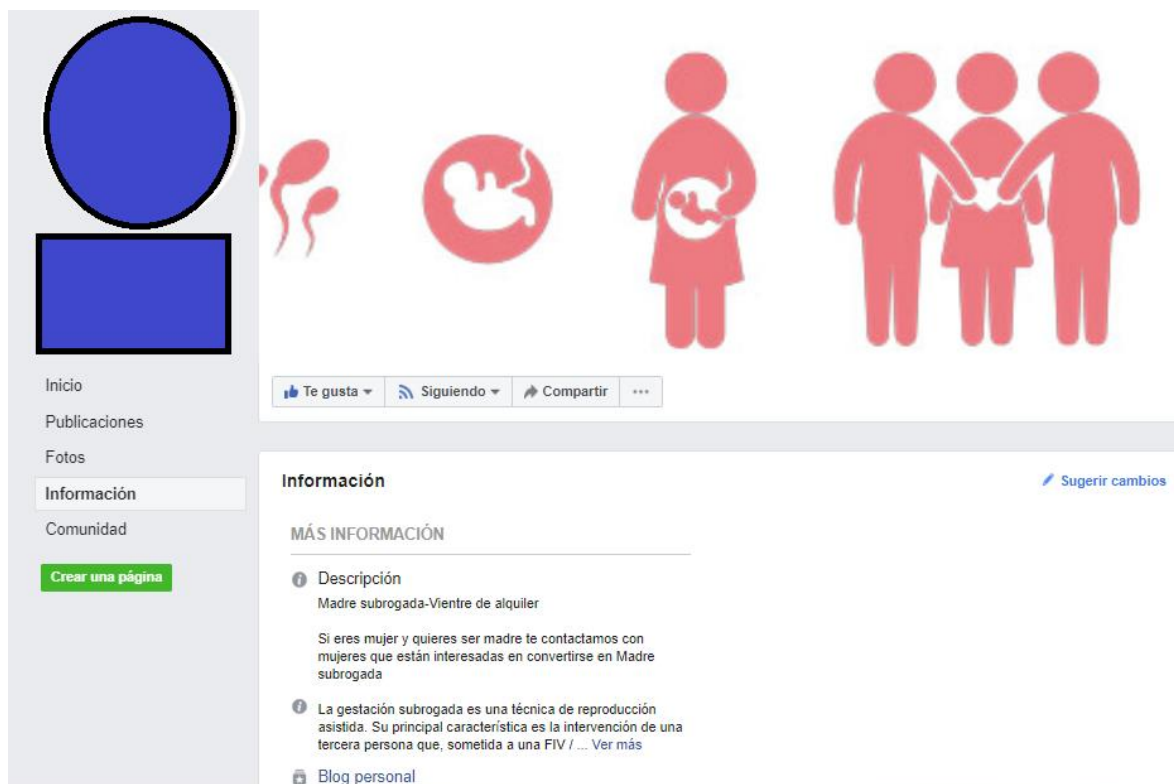 Inicio
Publicaciones
Fotos
Información
Comunidad
Crear una página
Te gusta Siguiendo Compartir ...
Información Sugerir cambios
MÁS INFORMACIÓN
Descripción
Madre subrogada-Vientre de alquiler
Si eres mujer y quieres ser madre te contactamos con
mujeres que están interesadas en convertirse en Madre
subrogada
La gestación subrogada es una técnica de reproducción
asistida. Su principal característica es la intervención de una
tercera persona que, sometida a una FIV / ... Ver más
Blog personal